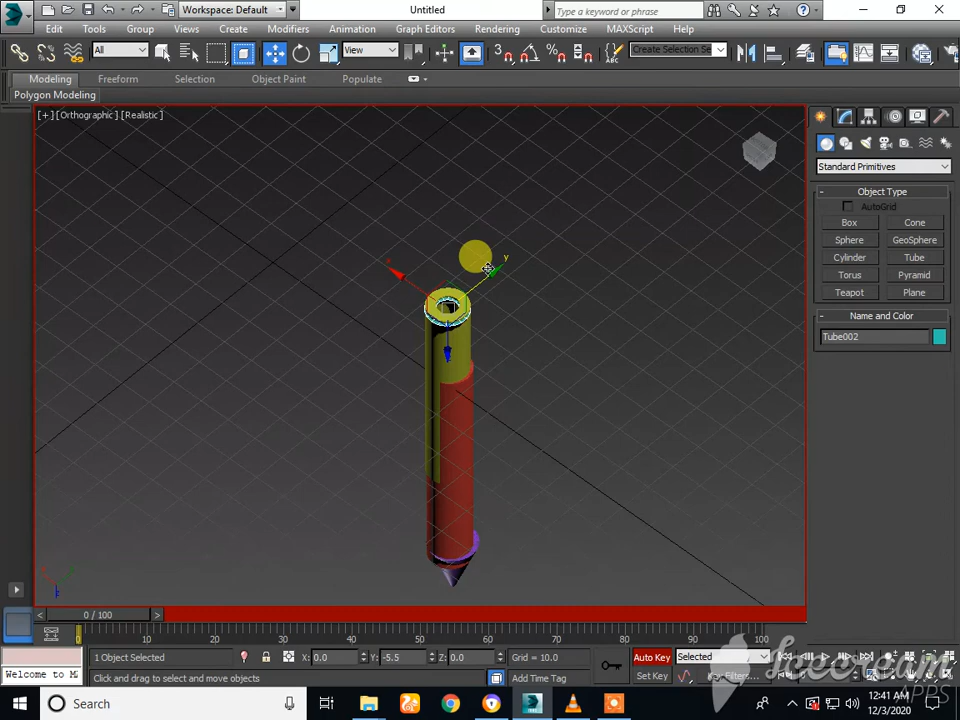 Workspace: Default
Untitled
Type a keyword or phrase
Edit Tools Group Views Create Modifiers Animation Graph Editors Rendering Customize MAXScript Help
All
View
Create Selection Se
Modeling Freeform Selection Object Paint Populate
Polygon Modeling
[+][Orthographic][Realistic]
Standard Primitives
Object Type
AutoGrid
Box Cone
Sphere GeoSphere
Cylinder Tube
Torus Pyramid
Teapot Plane
Name and Color
Tube002
x
y
0 / 100
0 10 20 30 40 50 60 70 80 90 100
1 Object Selected
X: 0.0
Y: -5.5
Z: 0.0
Grid = 10.0
Auto Key
Selected
Welcome to M
Click and drag to select and move objects
Add Time Tag
Set Key
Key Filters...
IceCream
APPS
Search
12:41 AM
12/3/2020